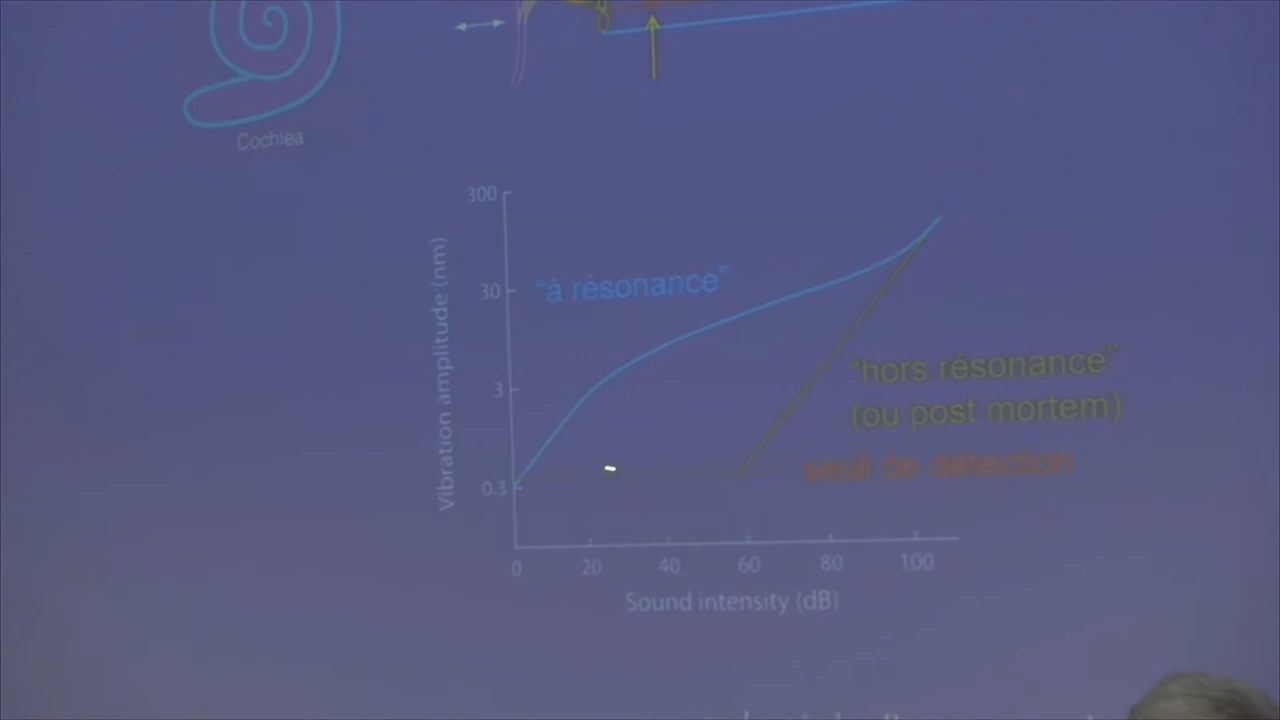 Cochlea
300
30
3
0.3
Vibration amplitude (nm)
"à résonance"
"hors résonance"
(ou post mortem)
seuil de détection
0 20 40 60 80 100
Sound intensity (dB)